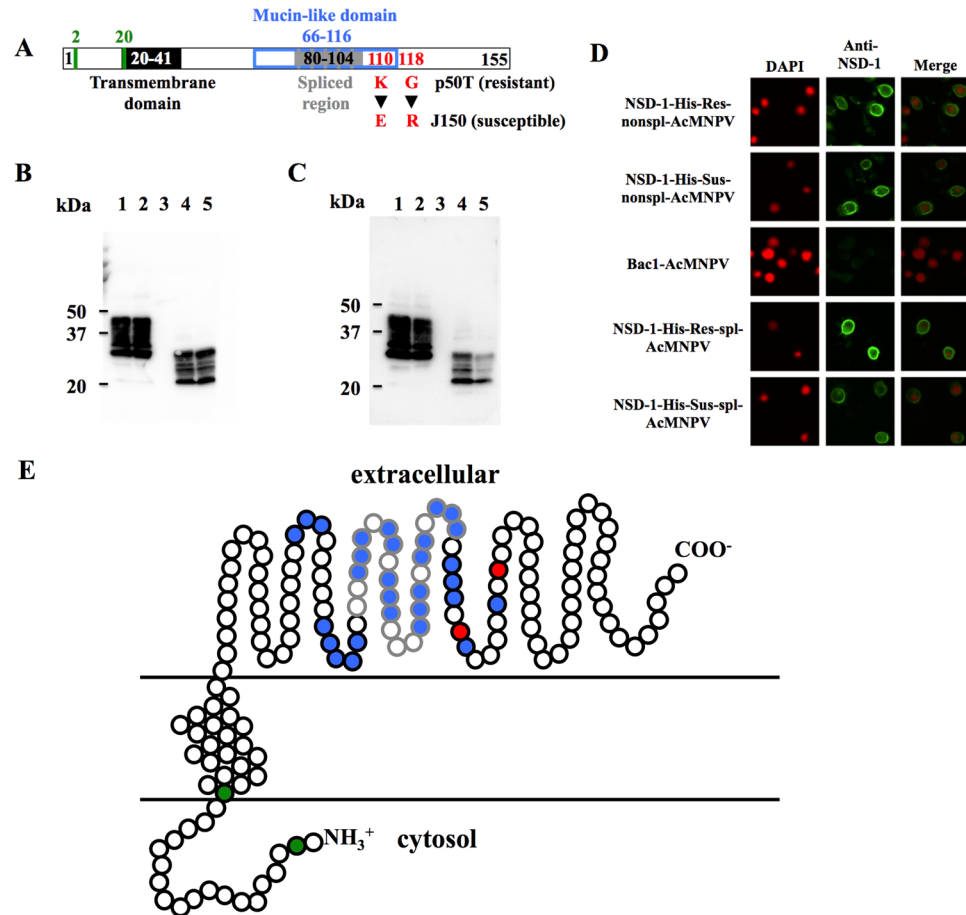 A
Mucin-like domain
66-116
2
20
1
20-41
80-104
110
118
155
Transmembrane
domain
Spliced
region
K
G
p50T (resistant)
E
R
J150 (susceptible)
B
kDa
1 2 3 4 5
50
37
20
C
kDa
1 2 3 4 5
50
37
20
D
DAPI
Anti-
NSD-1
Merge
NSD-1-His-Res-
nonspl-AcMNPV
NSD-1-His-Sus-
nonspl-AcMNPV
Bac1-AcMNPV
NSD-1-His-Res-spl-
AcMNPV
NSD-1-His-Sus-spl-
AcMNPV
E
extracellular
COO⁻
NH₃⁺
cytosol